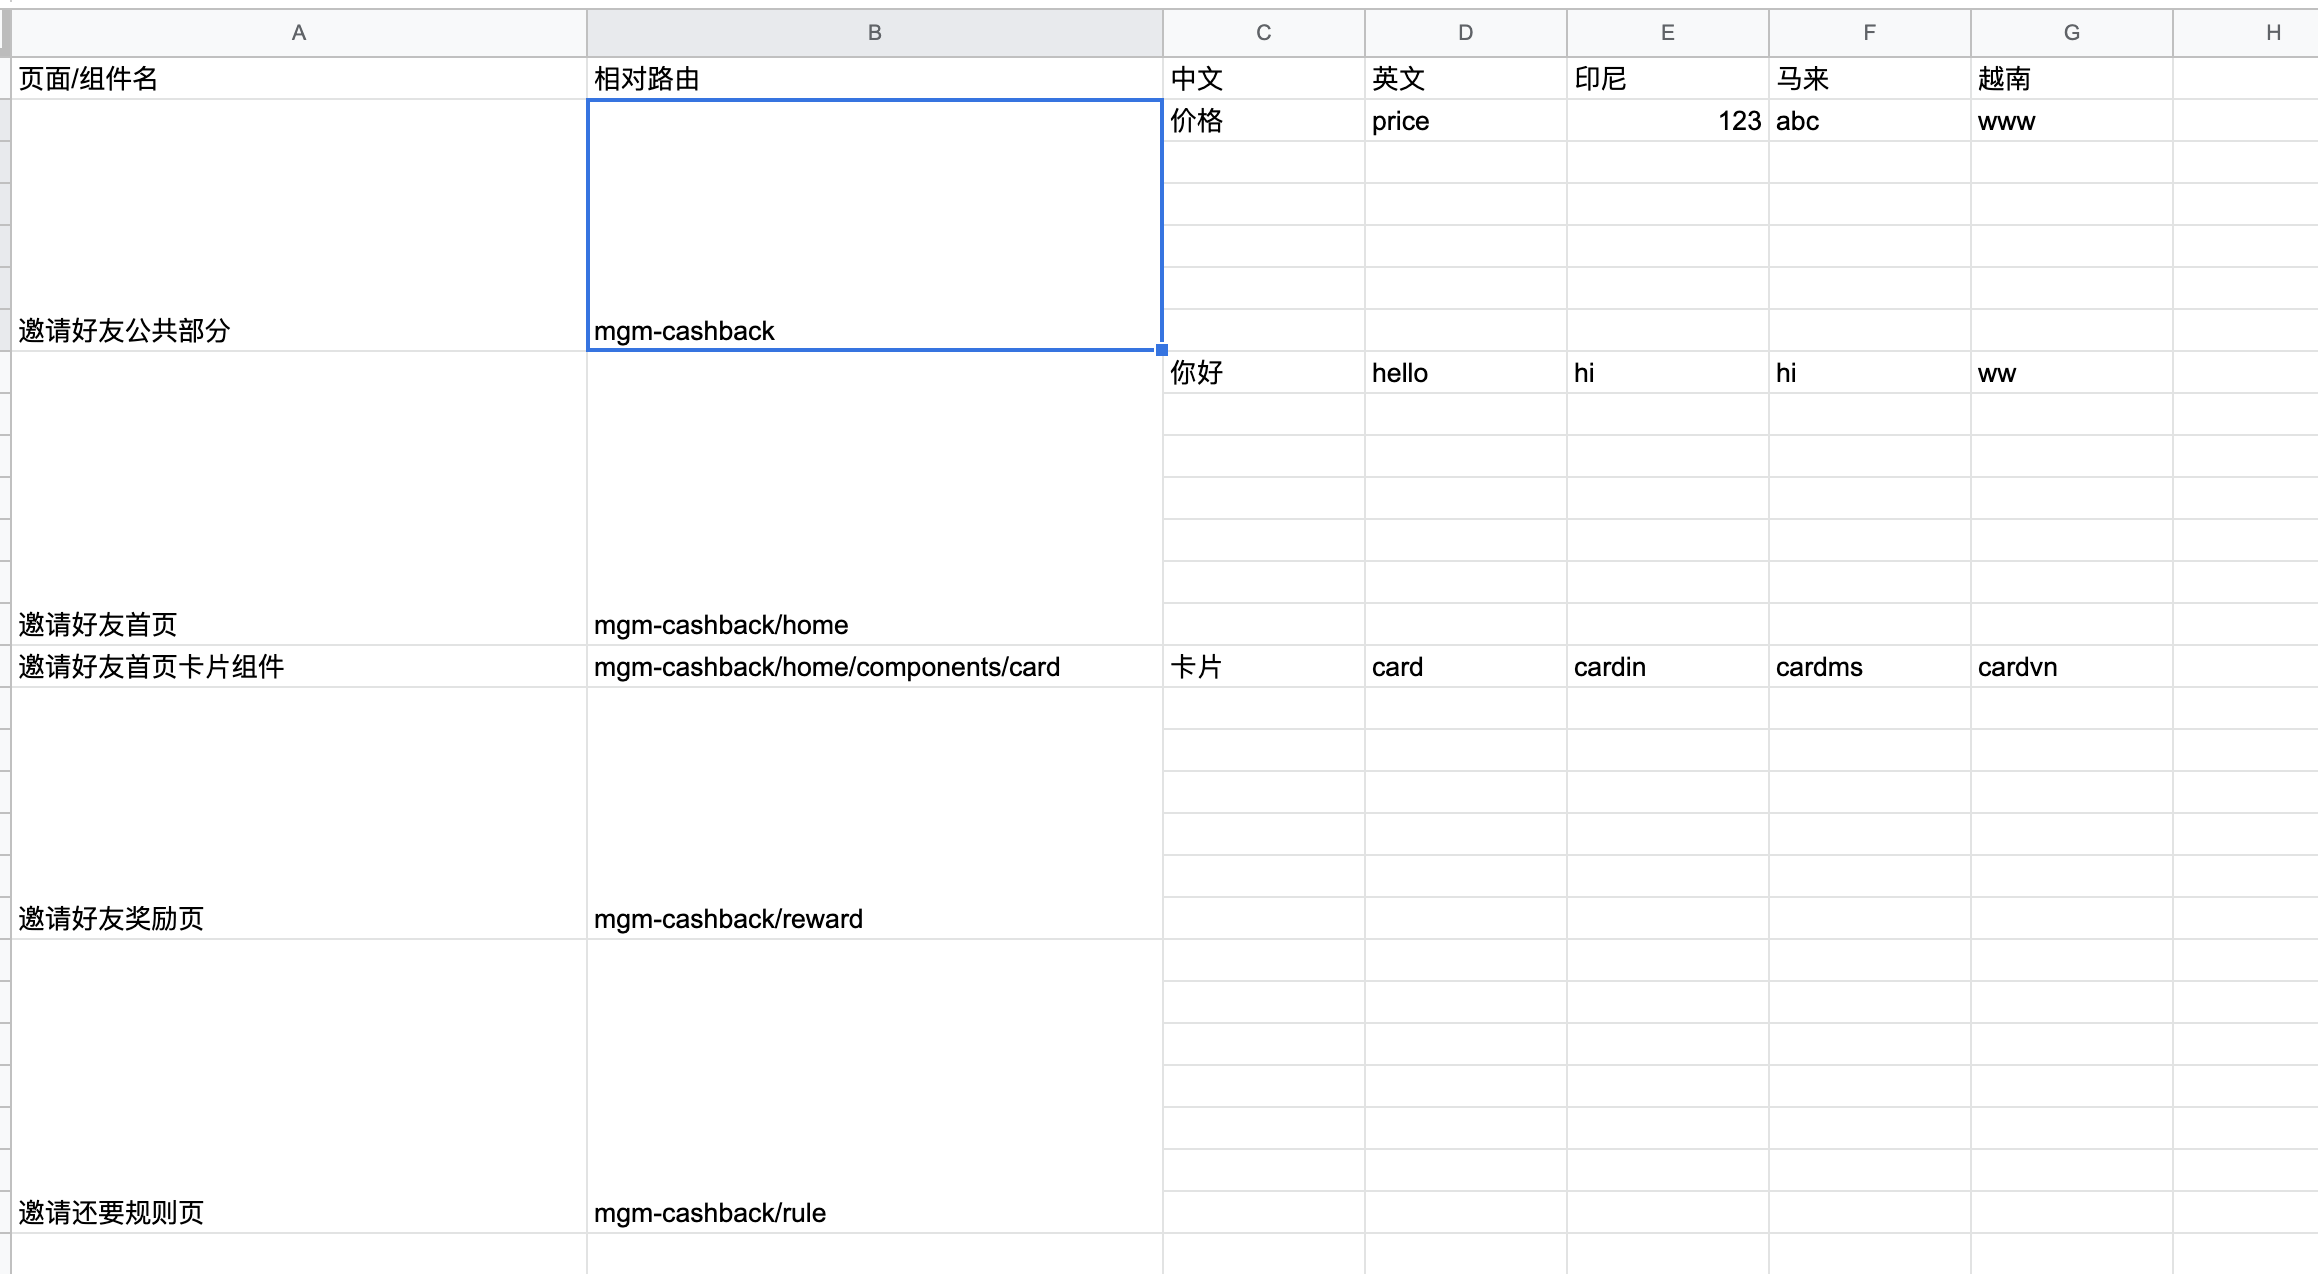 A B C D E F G H
页面/组件名 相对路由 中文 英文 印尼 马来 越南
价格 price 123 abc www
邀请好友公共部分 mgm-cashback
你好 hello hi hi ww
邀请好友首页 mgm-cashback/home
邀请好友首页卡片组件 mgm-cashback/home/components/card 卡片 card cardin cardms cardvn
邀请好友奖励页 mgm-cashback/reward
邀请还要规则页 mgm-cashback/rule